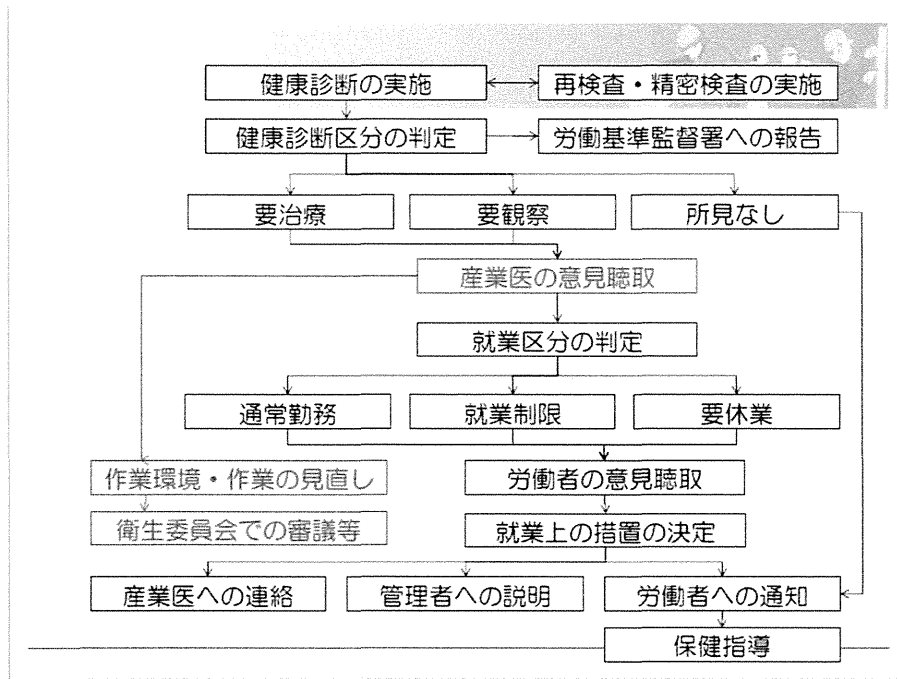 健康診断の実施
再検査・精密検査の実施
健康診断区分の判定
労働基準監督署への報告
要治療
要観察
所見なし
産業医の意見聴取
就業区分の判定
通常勤務
就業制限
要休業
作業環境・作業の見直し
労働者の意見聴取
衛生委員会での審議等
就業上の措置の決定
産業医への連絡
管理者への説明
労働者への通知
保健指導